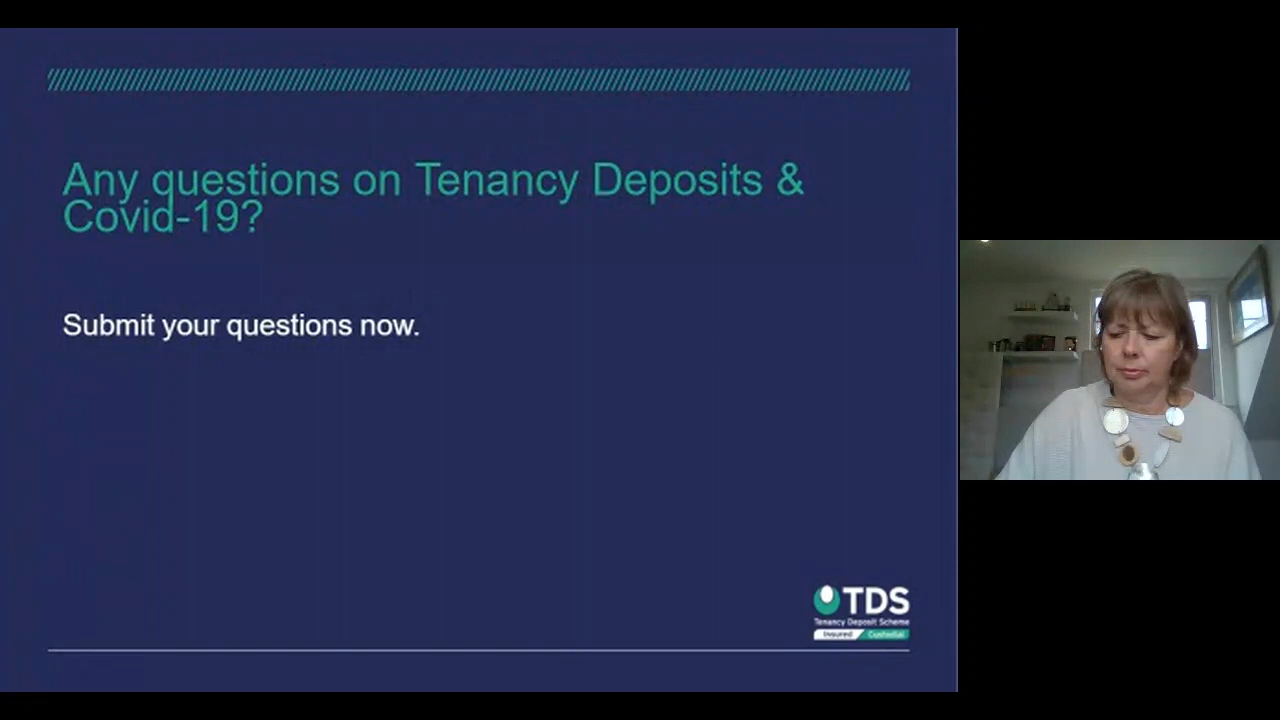 Any questions on Tenancy Deposits &
Covid-19?
Submit your questions now.
TDS
Tenancy Deposit Scheme
Insured Custodial